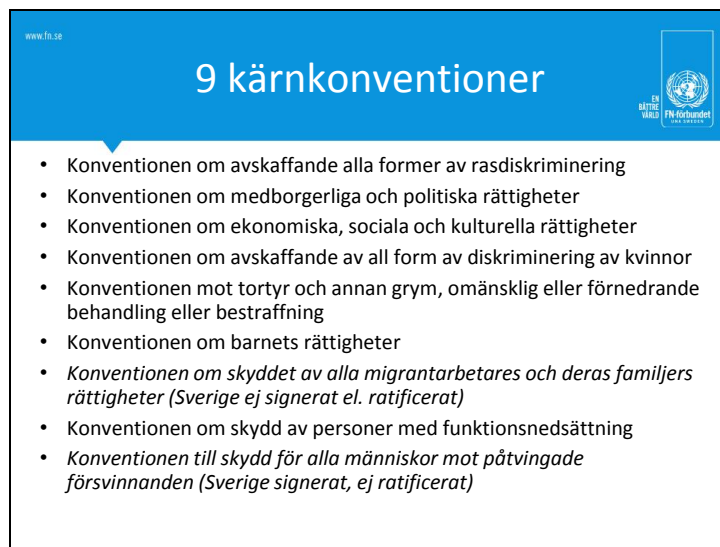 www.fn.se
9 kärnkonventioner
EN
BÄTTRE
VÄRLD
FN-förbundet
UNA SWEDEN
• Konventionen om avskaffande alla former av rasdiskriminering
• Konventionen om medborgerliga och politiska rättigheter
• Konventionen om ekonomiska, sociala och kulturella rättigheter
• Konventionen om avskaffande av all form av diskriminering av kvinnor
• Konventionen mot tortyr och annan grym, omänsklig eller förnedrande
behandling eller bestraffning
• Konventionen om barnets rättigheter
• Konventionen om skyddet av alla migrantarbetares och deras familjers
rättigheter (Sverige ej signerat el. ratificerat)
• Konventionen om skydd av personer med funktionsnedsättning
• Konventionen till skydd för alla människor mot påtvingade
försvinnanden (Sverige signerat, ej ratificerat)